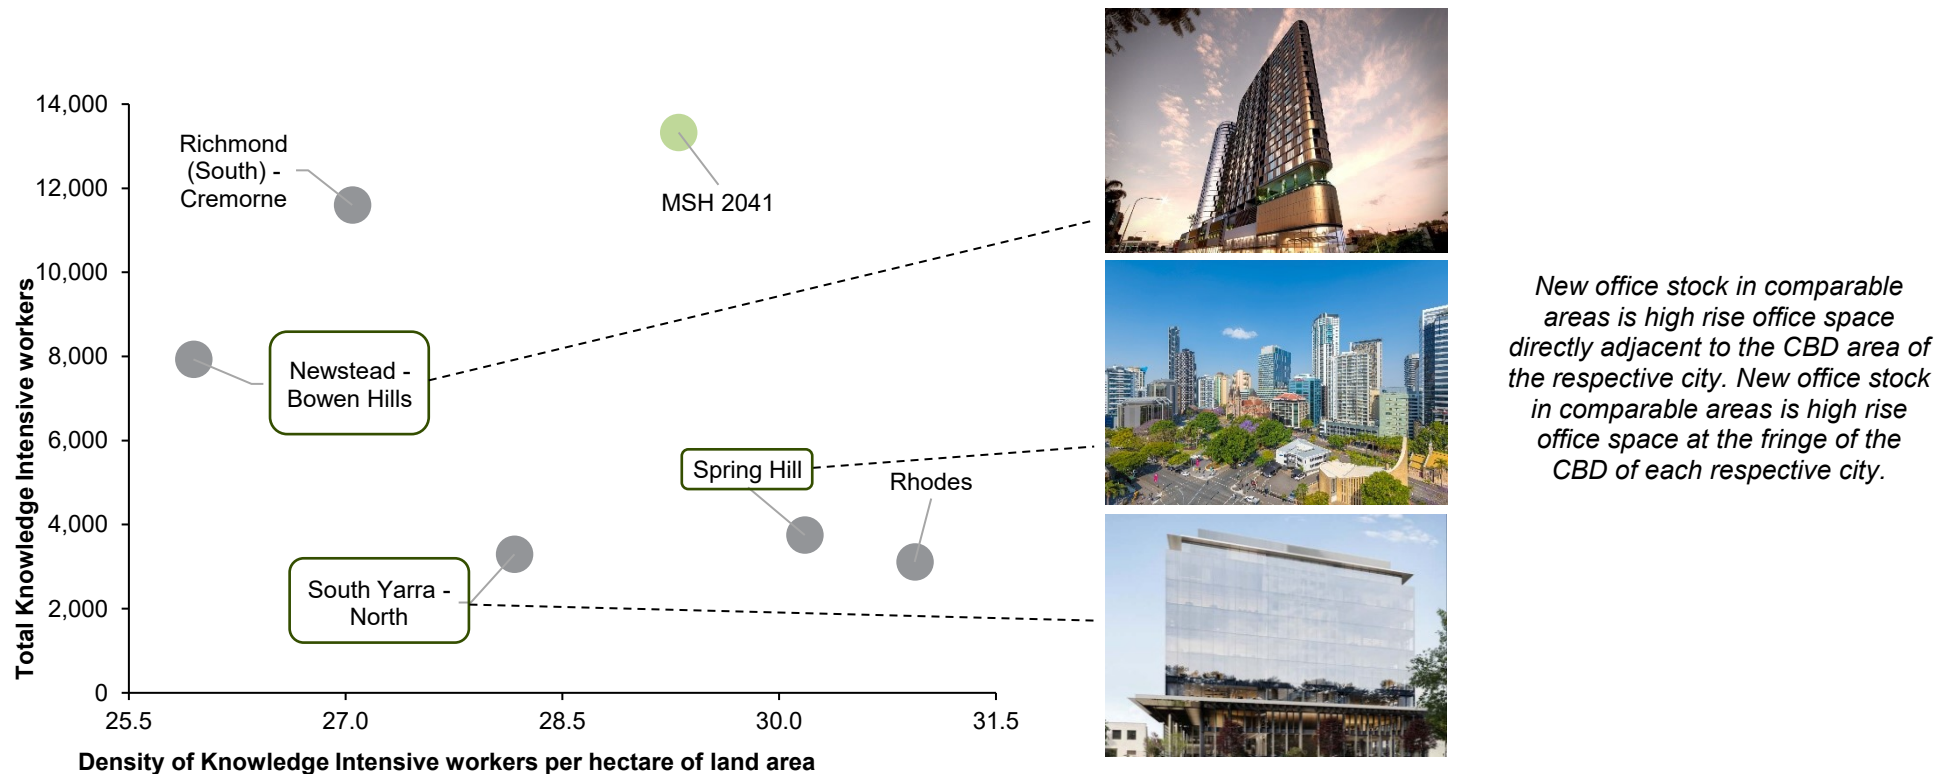 14,000
12,000
10,000
8,000
6,000
4,000
2,000
0
25.5
27.0
28.5
30.0
31.5
Total Knowledge Intensive workers
Density of Knowledge Intensive workers per hectare of land area
Richmond
(South) -
Cremorne
MSH 2041
Newstead -
Bowen Hills
Spring Hill
Rhodes
South Yarra -
North
New office stock in comparable
areas is high rise office space
directly adjacent to the CBD area of
the respective city. New office stock
in comparable areas is high rise
office space at the fringe of the
CBD of each respective city.